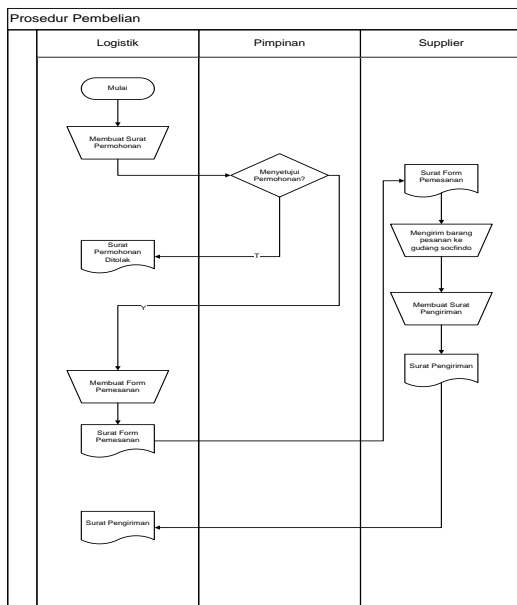 Prosedur Pembelian
Logistik
Pimpinan
Supplier
Mulai
Membuat Surat
Permohonan
Menyetujui
Permohonan?
Surat
Permohonan
Ditolak
T
Y
Membuat Form
Pemesanan
Surat Form
Pemesanan
Surat Form
Pemesanan
Mengirim barang
pesanan ke
gudang socfindo
Membuat Surat
Pengiriman
Surat Pengiriman
Surat Pengiriman